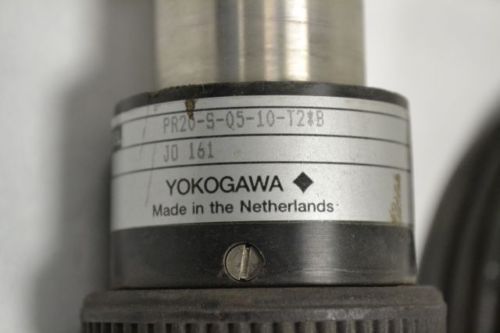 PR20-S-Q5-10-T2*B
JO 161
YOKOGAWA
Made in the Netherlands